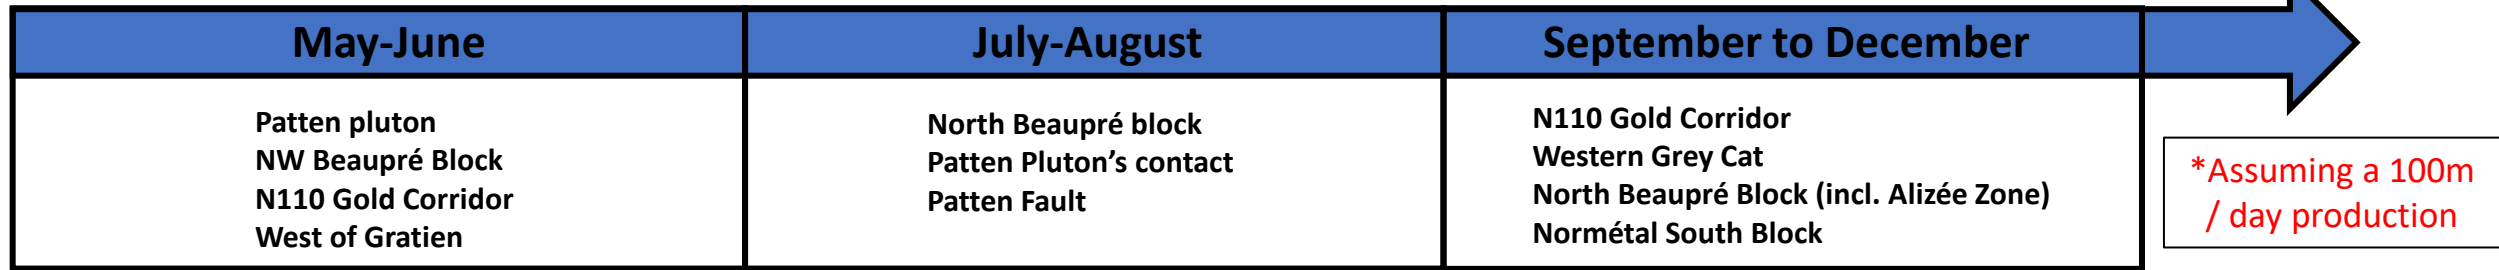 May-June
July-August
September to December
Patten pluton
NW Beaupré Block
N110 Gold Corridor
West of Gratien
North Beaupré block
Patten Pluton’s contact
Patten Fault
N110 Gold Corridor
Western Grey Cat
North Beaupré Block (incl. Alizée Zone)
Normétal South Block
*Assuming a 100m
/ day production